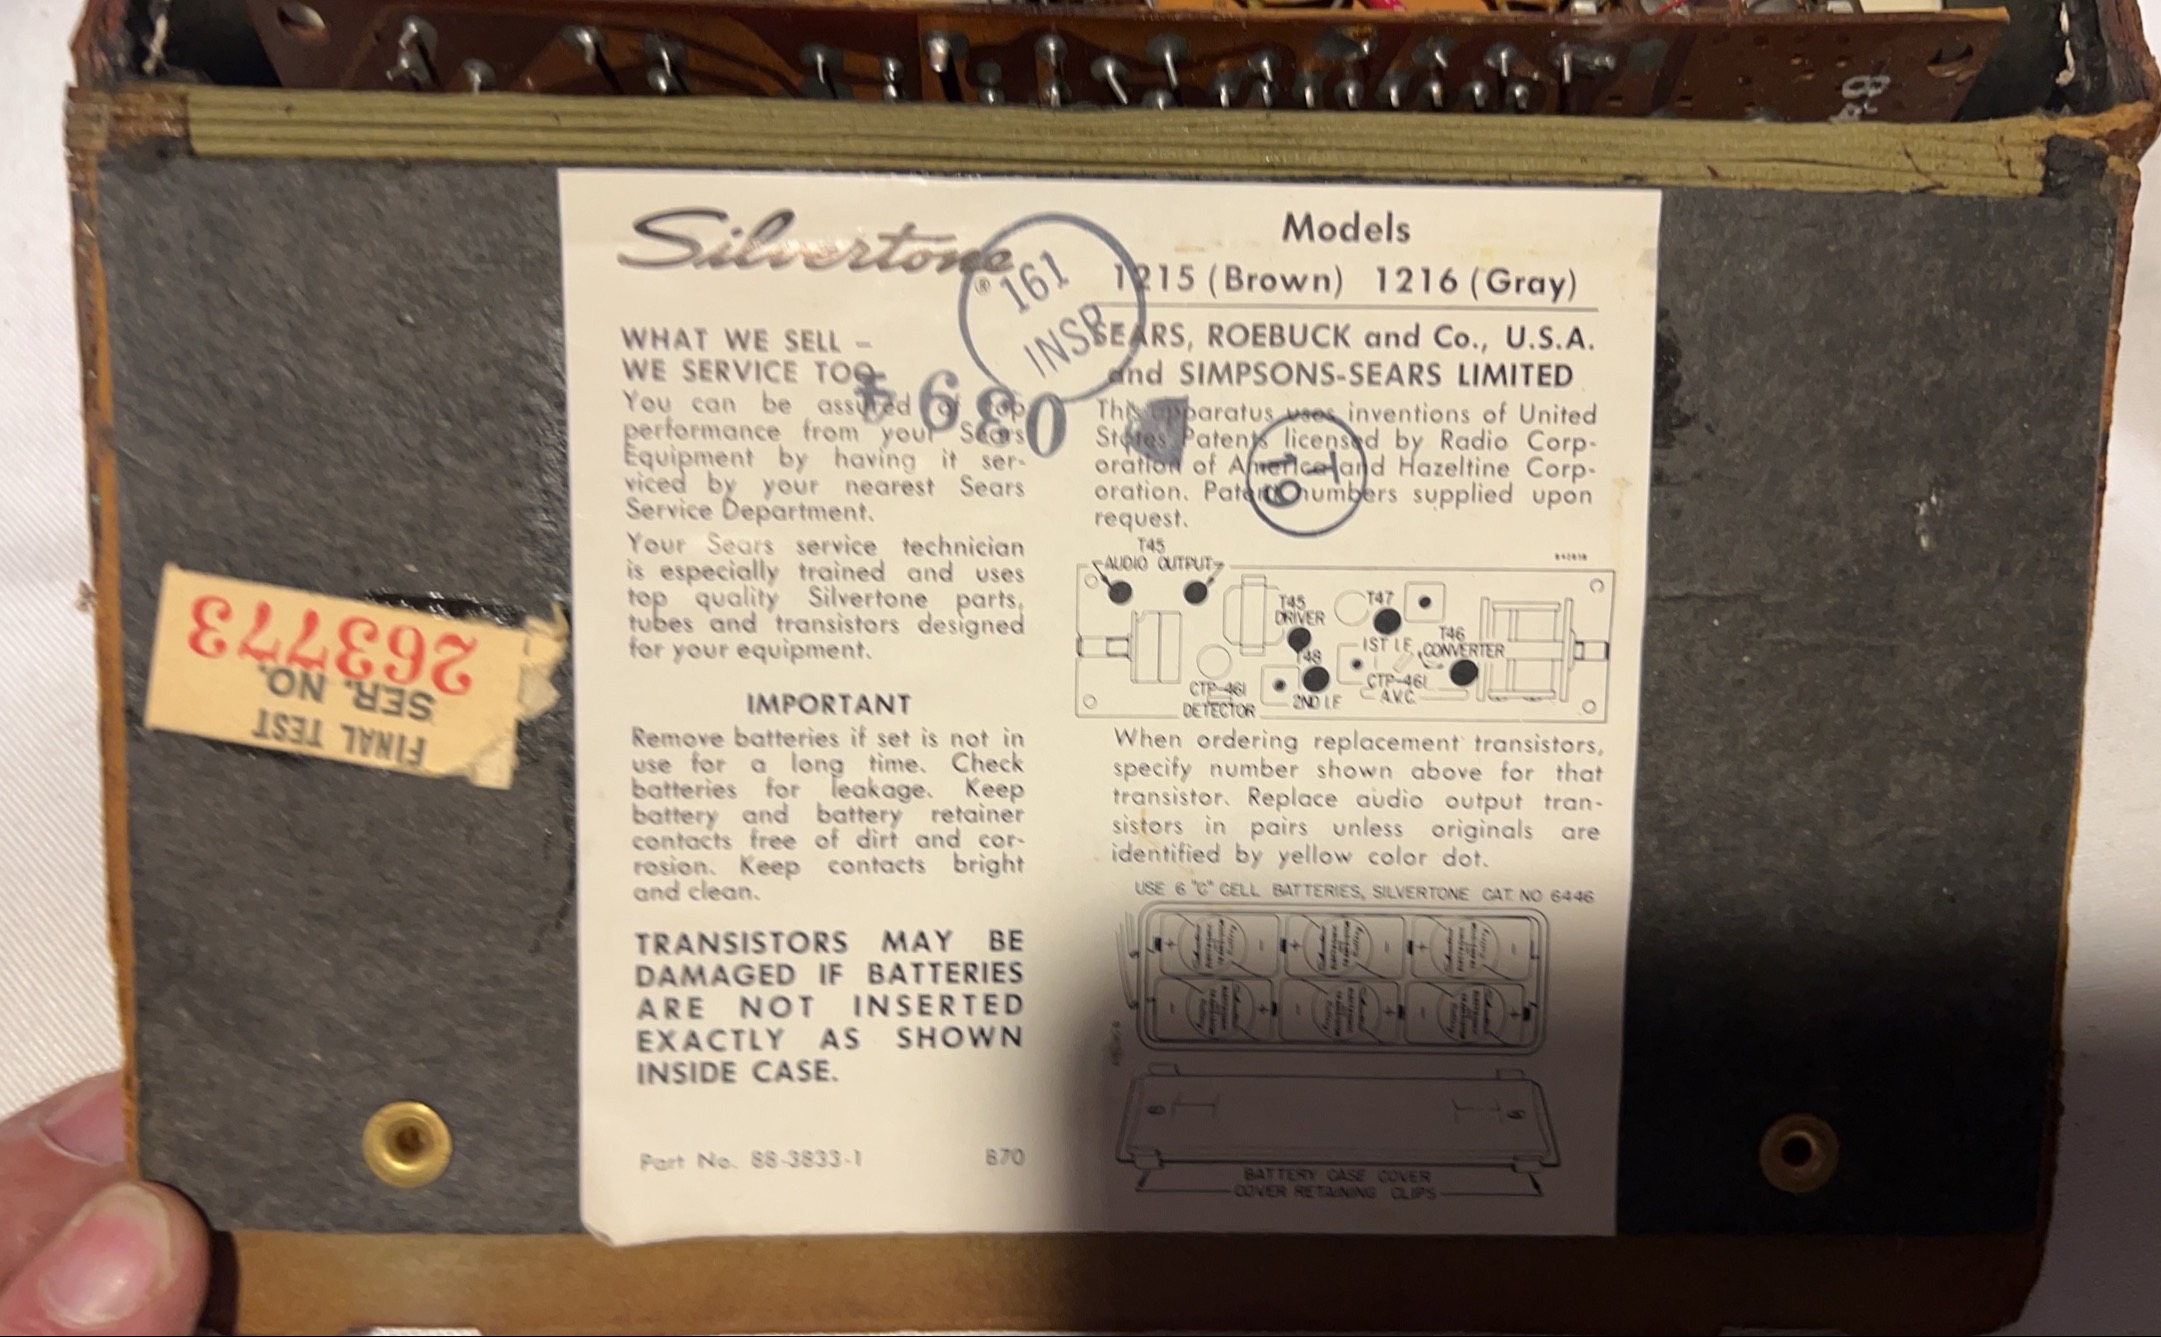 Silvertone
®
161
INSP
Models
1215 (Brown) 1216 (Gray)
WHAT WE SELL –
WE SERVICE TOO–
You can be assured of top
performance from your Sears
Equipment by having it ser-
viced by your nearest Sears
Service Department.
Your Sears service technician
is especially trained and uses
top quality Silvertone parts,
tubes and transistors designed
for your equipment.
IMPORTANT
Remove batteries if set is not in
use for a long time. Check
batteries for leakage. Keep
battery and battery retainer
contacts free of dirt and cor-
rosion. Keep contacts bright
and clean.
TRANSISTORS MAY BE
DAMAGED IF BATTERIES
ARE NOT INSERTED
EXACTLY AS SHOWN
INSIDE CASE.
Part No. 88-3833-1 B70
SEARS, ROEBUCK and Co., U.S.A.
and SIMPSONS-SEARS LIMITED
This apparatus uses inventions of United
States Patents licensed by Radio Corp-
oration of America and Hazeltine Corp-
oration. Patent numbers supplied upon
request.
T45
AUDIO OUTPUT
T45
DRIVER
T47
1ST I.F.
T46
CONVERTER
T48
2ND I.F.
CTP-461
A.V.C.
CTP-461
DETECTOR
When ordering replacement transistors,
specify number shown above for that
transistor. Replace audio output tran-
sistors in pairs unless originals are
identified by yellow color dot.
USE 6 "C" CELL BATTERIES, SILVERTONE CAT. NO 6446
BATTERY CASE COVER
COVER RETAINING CLIPS
FINAL TEST
SER. NO.
263773